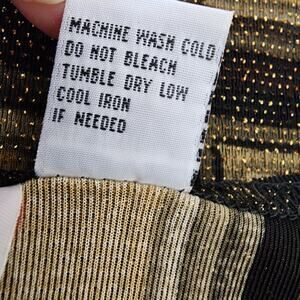 MACHINE WASH COLD
DO NOT BLEACH
TUMBLE DRY LOW
COOL IRON
IF NEEDED